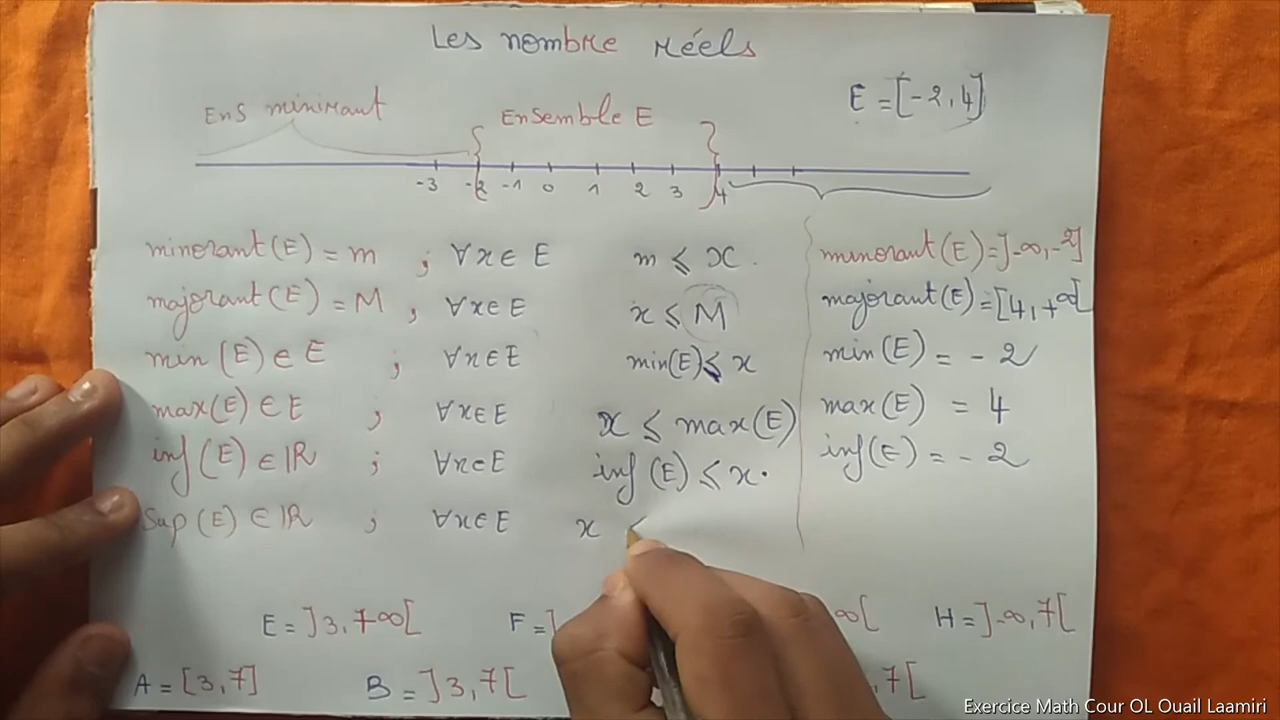 Les nombre réels
E = [-2, 4]
Ens minirant
Ensemble E
-3 -2 -1 0 1 2 3 4
minorant(E) = m ; ∀x∈E m ⩽ x.
minorant(E)=]-∞,-2]
majorant(E) = M, ∀x∈E x ⩽ M
majorant(E)=[4,+∞[
min(E) ∈ E ; ∀x∈E min(E) ⩽ x
min(E) = -2
max(E) ∈ E ; ∀x∈E x ⩽ max(E)
max(E) = 4
inf(E) ∈ ℝ ; ∀x∈E inf(E) ⩽ x.
inf(E) = -2
Sup(E) ∈ ℝ ; ∀x∈E x
E = ]3, +∞[ F = ] ∞[ H = ]-∞, 7[
A = [3, 7] B = ]3, 7[ , 7[
Exercice Math Cour OL Ouail Laamiri